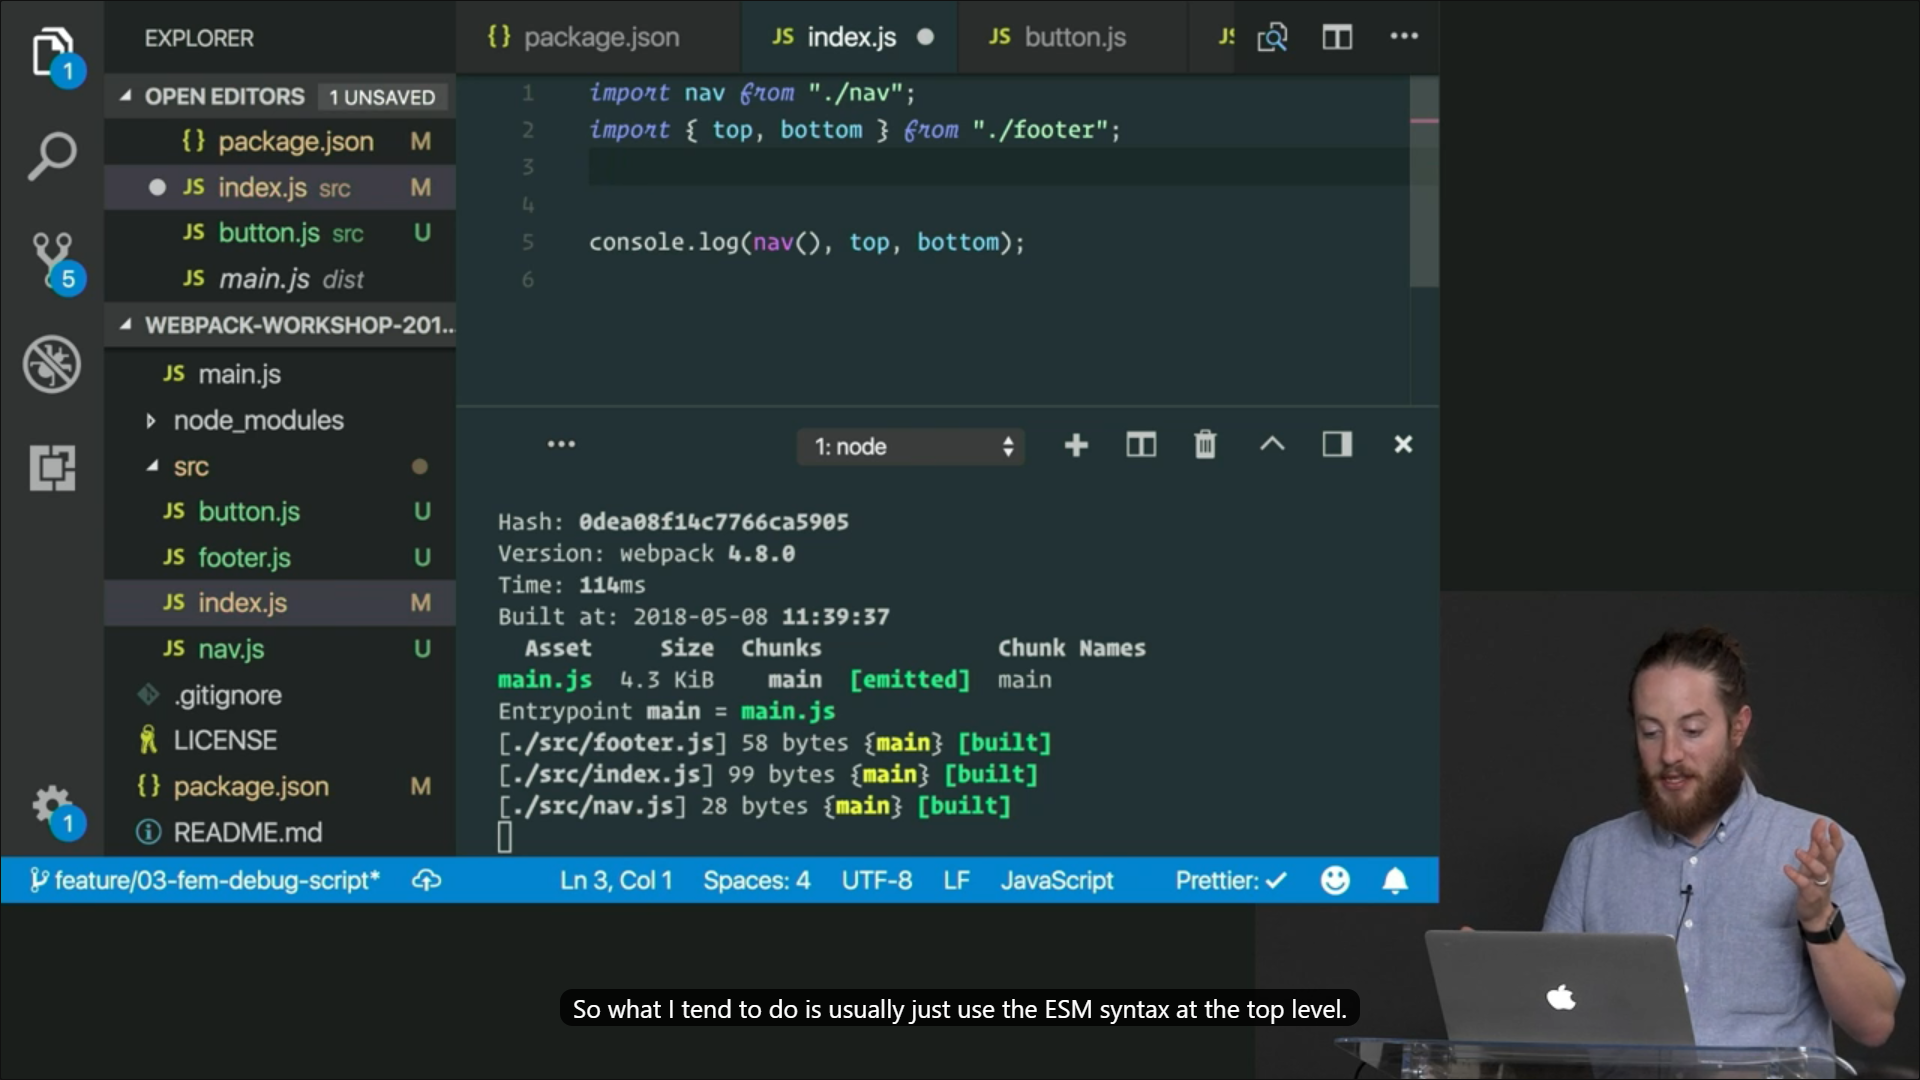 EXPLORER
OPEN EDITORS 1 UNSAVED
{} package.json M
JS index.js src M
JS button.js src U
JS main.js dist
WEBPACK-WORKSHOP-201...
JS main.js
node_modules
src
JS button.js U
JS footer.js U
JS index.js M
JS nav.js U
.gitignore
LICENSE
{} package.json M
README.md
1
5
1
{} package.json
JS index.js
JS button.js
JS
1 import nav from "./nav";
2 import { top, bottom } from "./footer";
3
4
5 console.log(nav(), top, bottom);
6
1: node
Hash: 0dea08f14c7766ca5905
Version: webpack 4.8.0
Time: 114ms
Built at: 2018-05-08 11:39:37
Asset Size Chunks Chunk Names
main.js 4.3 KiB main [emitted] main
Entrypoint main = main.js
[./src/footer.js] 58 bytes {main} [built]
[./src/index.js] 99 bytes {main} [built]
[./src/nav.js] 28 bytes {main} [built]
feature/03-fem-debug-script* Ln 3, Col 1 Spaces: 4 UTF-8 LF JavaScript Prettier: ✓
So what I tend to do is usually just use the ESM syntax at the top level.